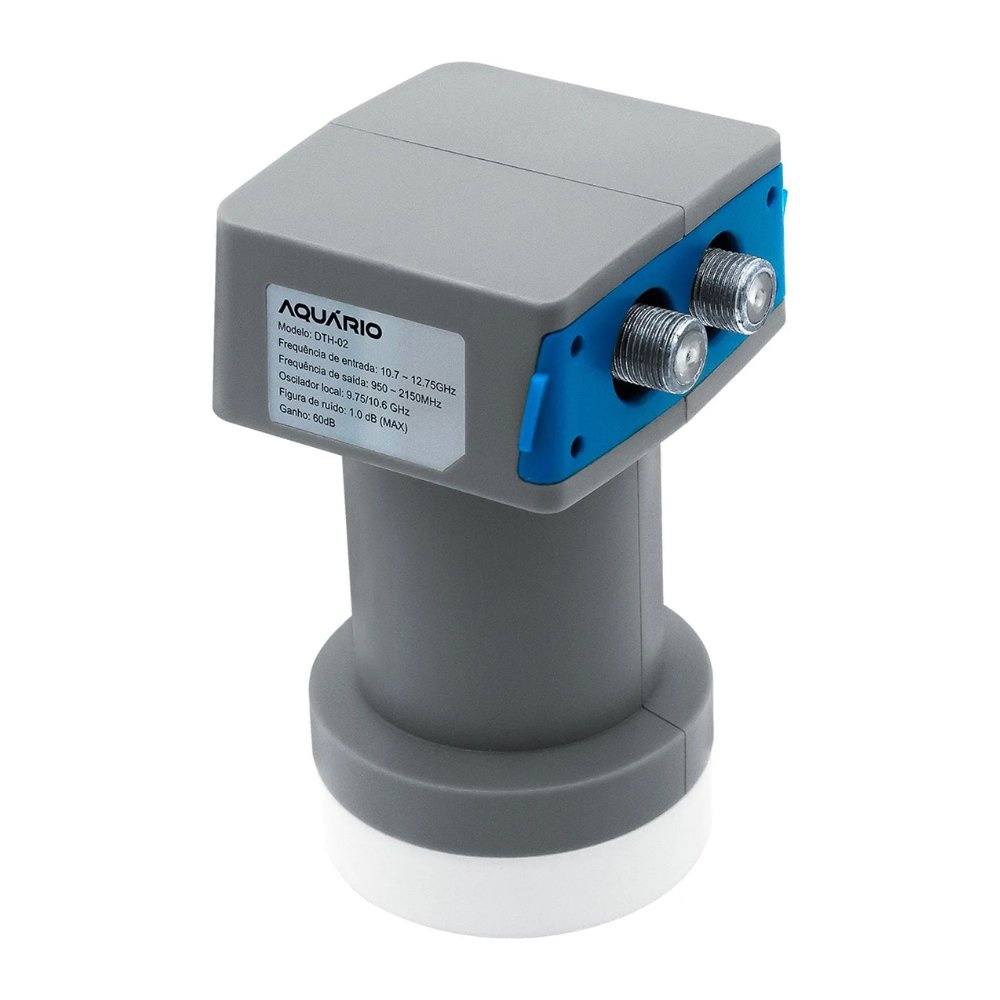 AQUÁRIO
Modelo: DTH-02
Frequência de entrada: 10.7 – 12.75GHz
Frequência de saída: 950 – 2150MHz
Oscilador local: 9.75/10.6 GHz
Figura de ruído: 1.0 dB (MAX)
Ganho: 60dB